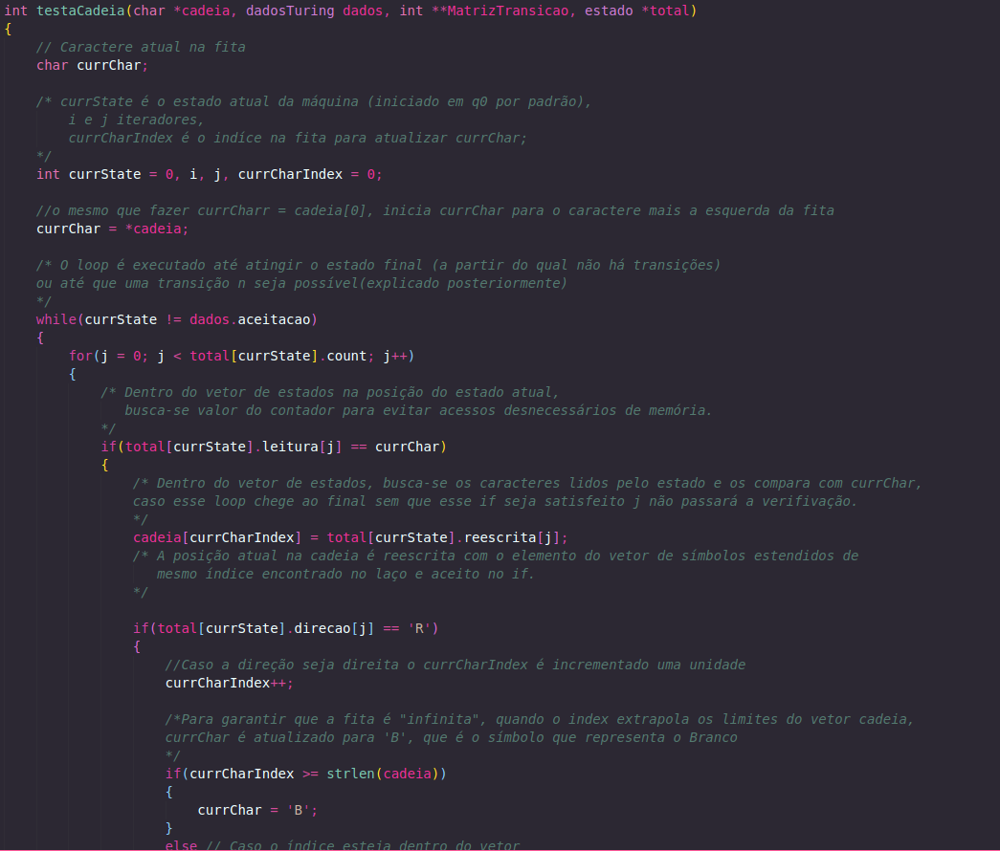 int testaCadeia(char *cadeia, dadosTuring dados, int **MatrizTransicao, estado *total)
{
// Caractere atual na fita
char currChar;
/* currState é o estado atual da máquina (iniciado em q0 por padrão),
i e j iteradores,
currCharIndex é o indíce na fita para atualizar currChar;
*/
int currState = 0, i, j, currCharIndex = 0;
//o mesmo que fazer currCharr = cadeia[0], inicia currChar para o caractere mais a esquerda da fita
currChar = *cadeia;
/* O loop é executado até atingir o estado final (a partir do qual não há transições)
ou até que uma transição n seja possivel(explicado posteriormente)
*/
while(currState != dados.aceitacao)
{
for(j = 0; j < total[currState].count; j++)
{
/* Dentro do vetor de estados na posição do estado atual,
busca-se valor do contador para evitar acessos desnecessários de memória.
*/
if(total[currState].leitura[j] == currChar)
{
/* Dentro do vetor de estados, busca-se os caracteres lidos pelo estado e os compara com currChar,
caso esse loop chege ao final sem que esse if seja satisfeito j não passará a verifivação.
*/
cadeia[currCharIndex] = total[currState].reescrita[j];
/* A posição atual na cadeia é reescrita com o elemento do vetor de símbolos estendidos de
mesmo índice encontrado no laço e aceito no if.
*/
if(total[currState].direcao[j] == 'R')
{
//Caso a direção seja direita o currCharIndex é incrementado uma unidade
currCharIndex++;
/*Para garantir que a fita é "infinita", quando o index extrapola os limites do vetor cadeia,
currChar é atualizado para 'B', que é o símbolo que representa o Branco
*/
if(currCharIndex >= strlen(cadeia))
{
currChar = 'B';
}
else // Caso o índice esteja dentro do vetor